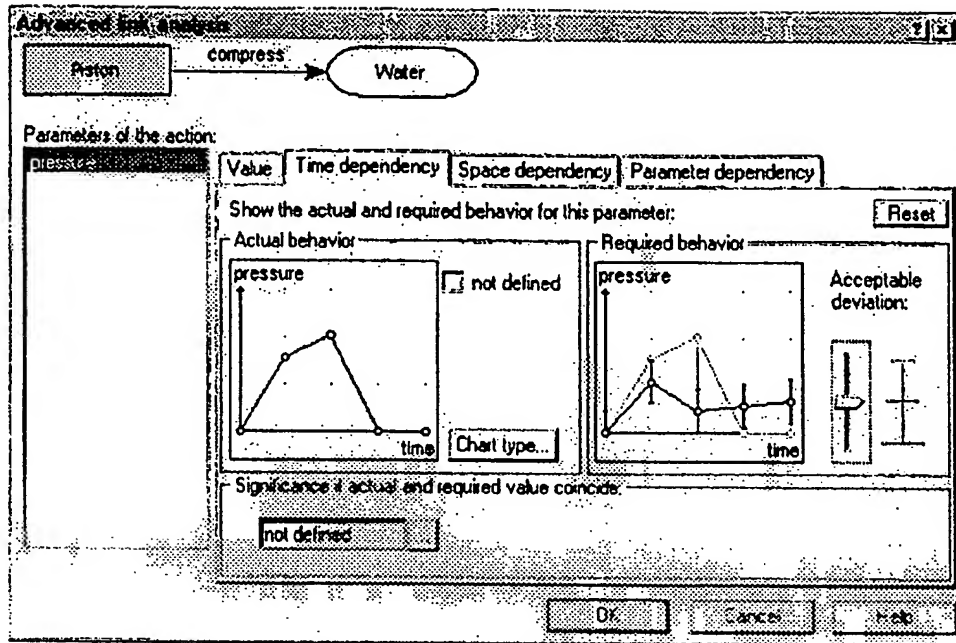 Advanced link analysis
Piston
compress
Water
Parameters of the action:
pressure
Value
Time dependency
Space dependency
Parameter dependency
Show the actual and required behavior for this parameter:
Reset
Actual behavior
pressure
not defined
time
Chart type...
Required behavior
pressure
time
Acceptable
deviation:
Significance if actual and required value coincide:
not defined
OK
Cancel
Help